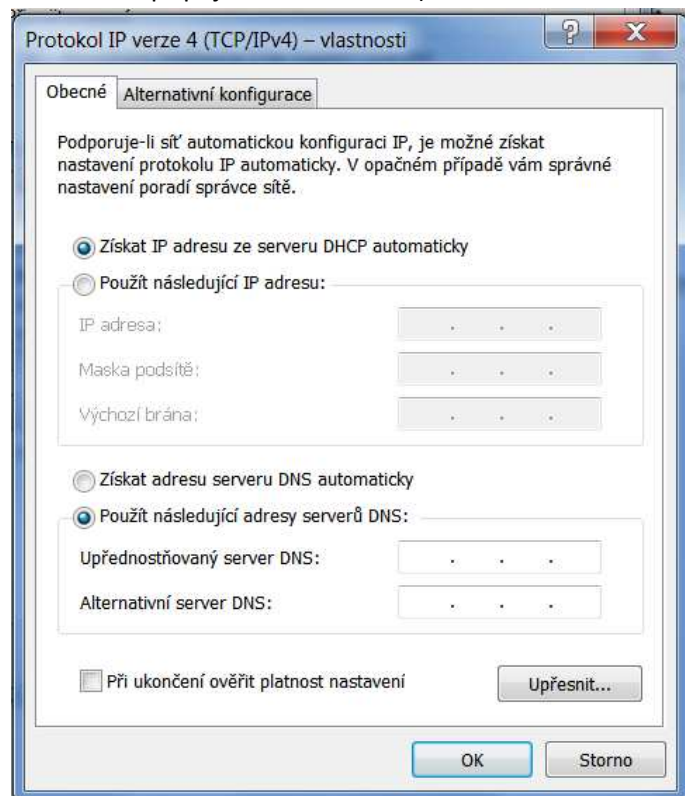 Protokol IP verze 4 (TCP/IPv4) – vlastnosti
Obecné
Alternativní konfigurace
Podporuje-li síť automatickou konfiguraci IP, je možné získat
nastavení protokolu IP automaticky. V opačném případě vám správné
nastavení poradí správce sítě.
Získat IP adresu ze serveru DHCP automaticky
Použít následující IP adresu:
IP adresa:
Maska podsítě:
Výchozí brána:
Získat adresu serveru DNS automaticky
Použít následující adresy serverů DNS:
Upřednostňovaný server DNS:
Alternativní server DNS:
Při ukončení ověřit platnost nastavení
Upřesnit...
OK
Storno